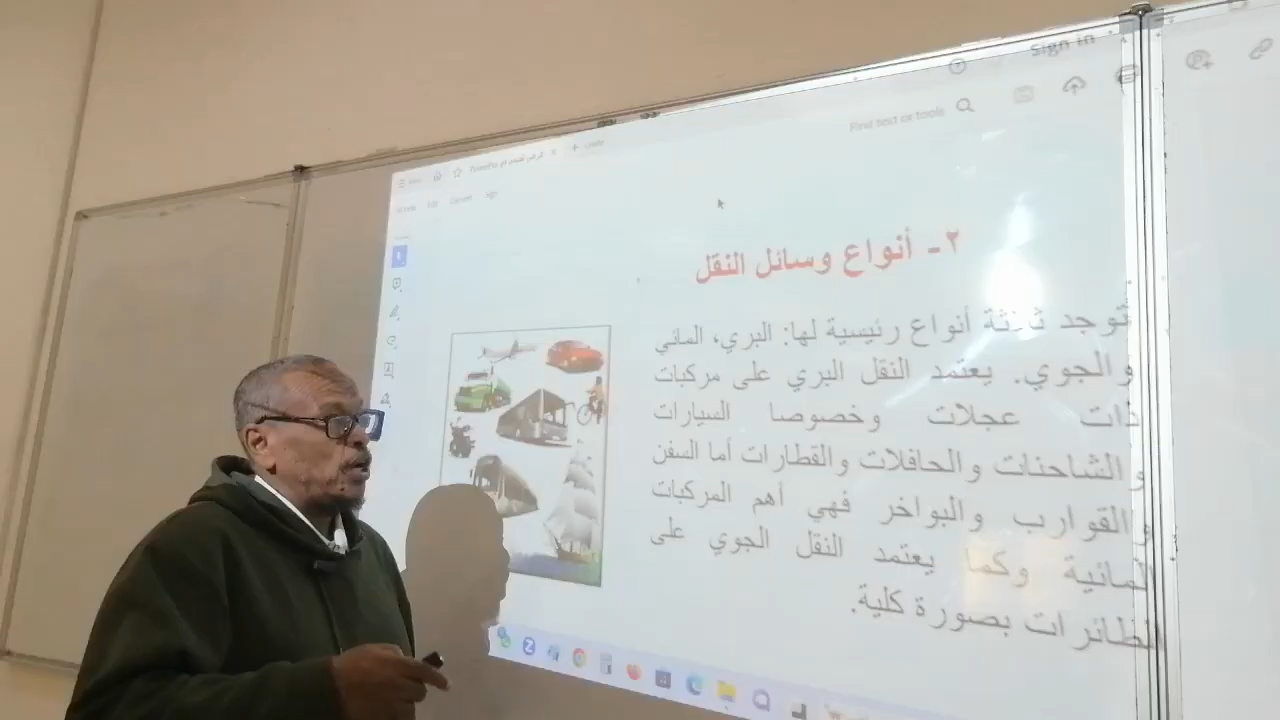 Sign in
Find text or tools
Convert
Edit
٢- أنواع وسائل النقل
توجد ثلاثة أنواع رئيسية لها: البري، المائي
والجوي. يعتمد النقل البري على مركبات
ذات عجلات وخصوصا السيارات
والشاحنات والحافلات والقطارات أما السفن
والقوارب والبواخر فهي أهم المركبات
المائية وكما يعتمد النقل الجوي على
الطائرات بصورة كلية.